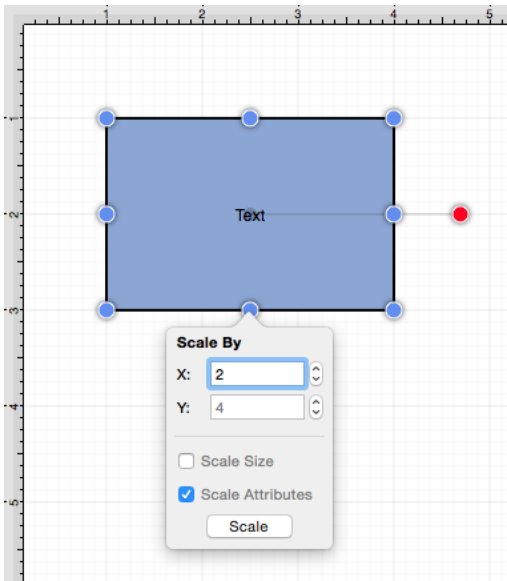 1 2 3 4 5
1
2
3
4
5
Text
Scale By
X: 2
Y: 4
Scale Size
Scale Attributes
Scale